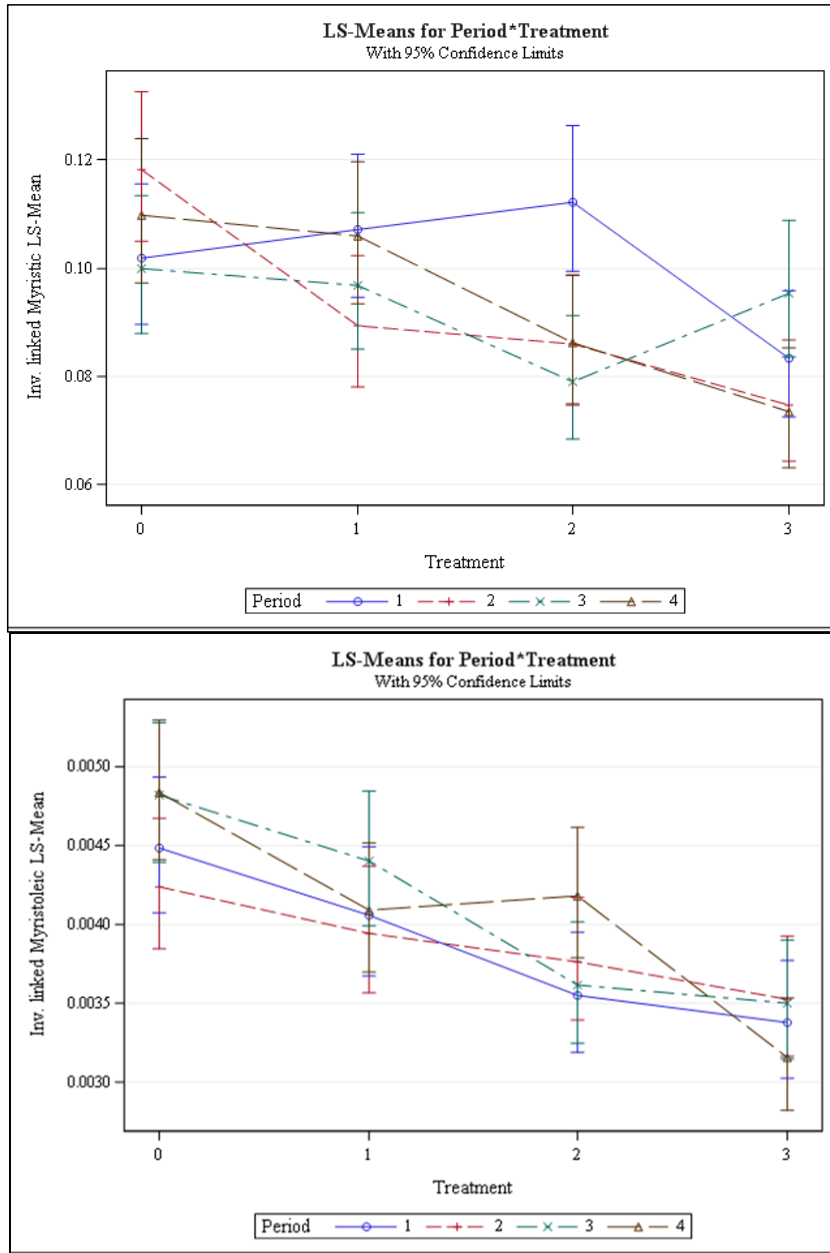 LS-Means for Period*Treatment
With 95% Confidence Limits
Inv. linked Myristic LS-Mean
0.12
0.10
0.08
0.06
0 1 2 3
Treatment
Period 1 2 3 4
LS-Means for Period*Treatment
With 95% Confidence Limits
Inv. linked Myristoleic LS-Mean
0.0050
0.0045
0.0040
0.0035
0.0030
0 1 2 3
Treatment
Period 1 2 3 4